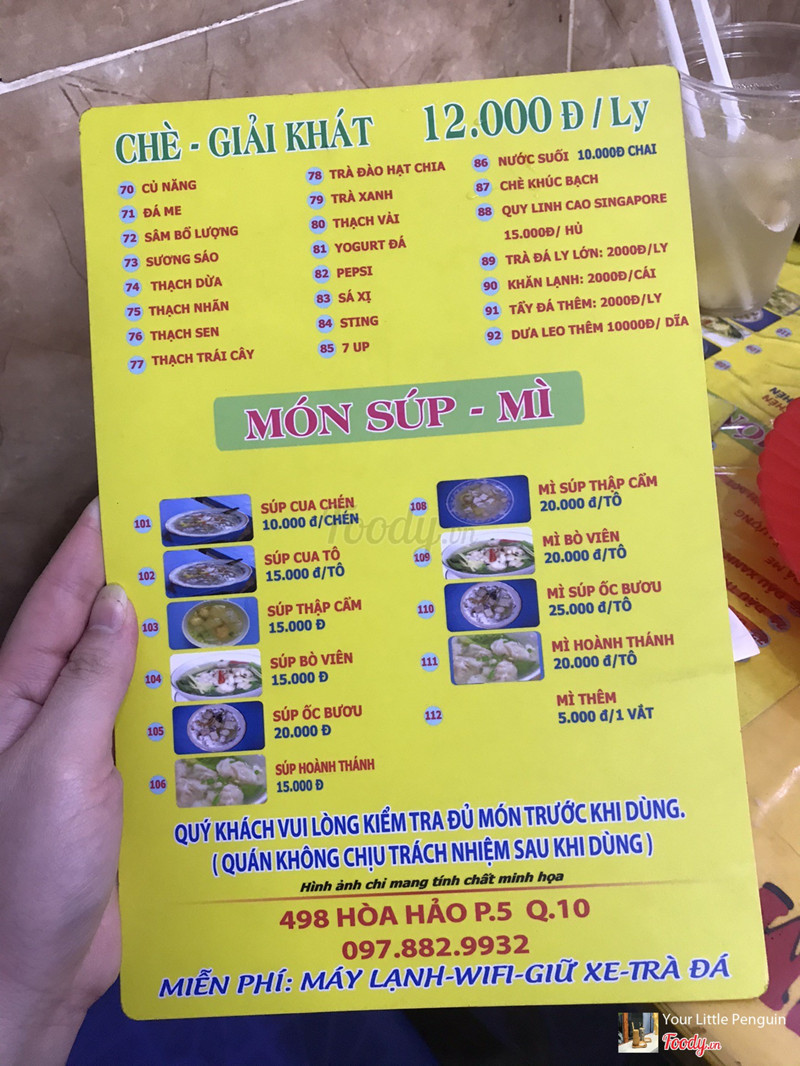 CHÈ - GIẢI KHÁT 12.000 Đ / Ly
70 CỦ NĂNG
71 ĐÁ ME
72 SÂM BỔ LƯỢNG
73 SƯƠNG SÁO
74 THẠCH DỪA
75 THẠCH NHÃN
76 THẠCH SEN
77 THẠCH TRÁI CÂY
78 TRÀ ĐÀO HẠT CHIA
79 TRÀ XANH
80 THẠCH VẢI
81 YOGURT ĐÁ
82 PEPSI
83 SÁ XỊ
84 STING
85 7 UP
86 NƯỚC SUỐI 10.000Đ CHAI
87 CHÈ KHÚC BẠCH
88 QUY LINH CAO SINGAPORE
15.000Đ/ HỦ
89 TRÀ ĐÁ LY LỚN: 2000Đ/LY
90 KHĂN LẠNH: 2000Đ/CÁI
91 TẨY ĐÁ THÊM: 2000Đ/LY
92 DƯA LEO THÊM 10000Đ/ DĨA
MÓN SÚP - MÌ
101 SÚP CUA CHÉN
10.000 đ/CHÉN
102 SÚP CUA TÔ
15.000 đ/TÔ
103 SÚP THẬP CẨM
15.000 Đ
104 SÚP BÒ VIÊN
15.000 Đ
105 SÚP ỐC BƯƠU
20.000 Đ
106 SÚP HOÀNH THÁNH
15.000 Đ
108 MÌ SÚP THẬP CẨM
20.000 đ/TÔ
109 MÌ BÒ VIÊN
20.000 đ/TÔ
110 MÌ SÚP ỐC BƯƠU
25.000 đ/TÔ
111 MÌ HOÀNH THÁNH
20.000 đ/TÔ
112 MÌ THÊM
5.000 đ/1 VẮT
Foody.vn
QUÝ KHÁCH VUI LÒNG KIỂM TRA ĐỦ MÓN TRƯỚC KHI DÙNG.
( QUÁN KHÔNG CHỊU TRÁCH NHIỆM SAU KHI DÙNG )
Hình ảnh chỉ mang tính chất minh họa
498 HÒA HẢO P.5 Q.10
097.882.9932
MIỄN PHÍ: MÁY LẠNH-WIFI-GIỮ XE-TRÀ ĐÁ
Your Little Penguin
Foody.vn